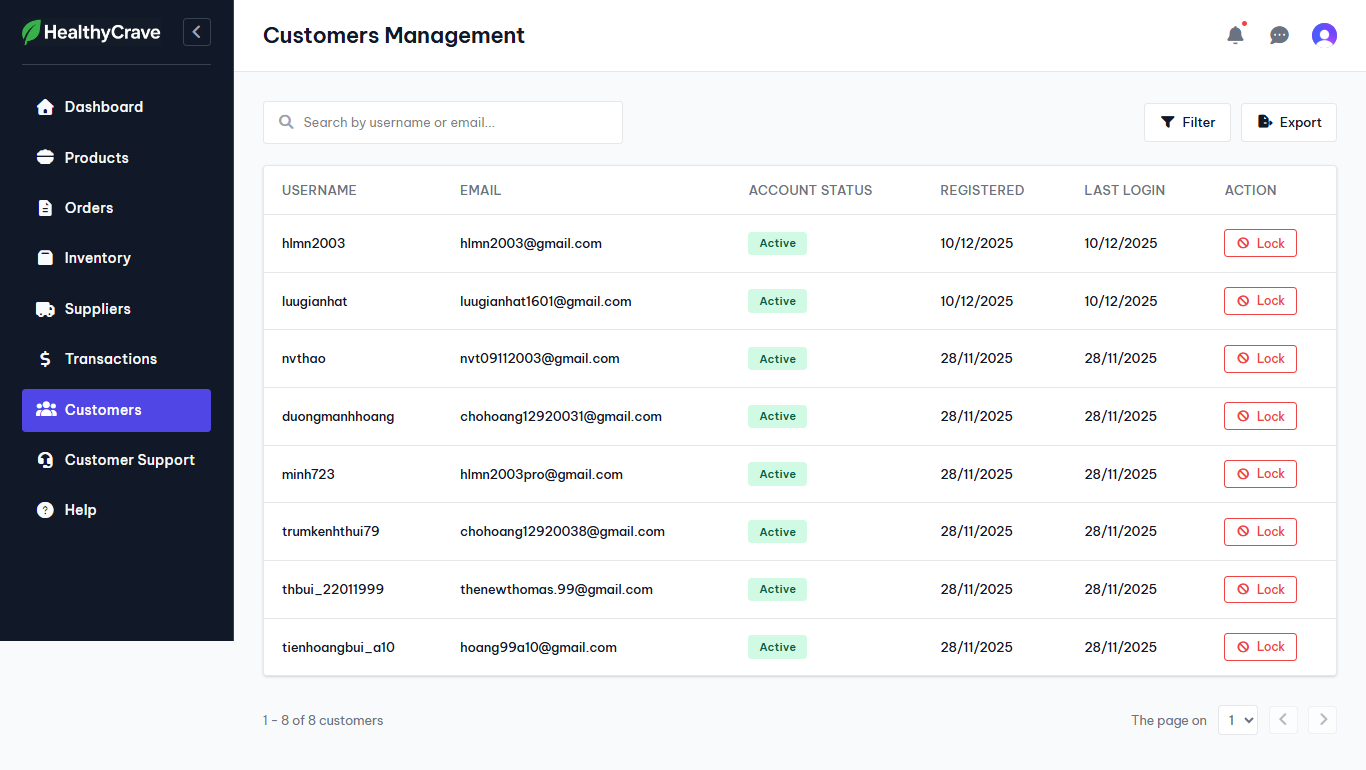 HealthyCrave
Customers Management
Dashboard
Products
Orders
Inventory
Suppliers
Transactions
Customers
Customer Support
Help
Search by username or email...
Filter
Export
USERNAME EMAIL ACCOUNT STATUS REGISTERED LAST LOGIN ACTION
hlmn2003 hlmn2003@gmail.com Active 10/12/2025 10/12/2025 Lock
luugianhat luugianhat1601@gmail.com Active 10/12/2025 10/12/2025 Lock
nvthao nvt09112003@gmail.com Active 28/11/2025 28/11/2025 Lock
duongmanhhoang chohoang12920031@gmail.com Active 28/11/2025 28/11/2025 Lock
minh723 hlmn2003pro@gmail.com Active 28/11/2025 28/11/2025 Lock
trumkenhthui79 chohoang12920038@gmail.com Active 28/11/2025 28/11/2025 Lock
thbui_22011999 thenewthomas.99@gmail.com Active 28/11/2025 28/11/2025 Lock
tienhoangbui_a10 hoang99a10@gmail.com Active 28/11/2025 28/11/2025 Lock
1 - 8 of 8 customers
The page on 1